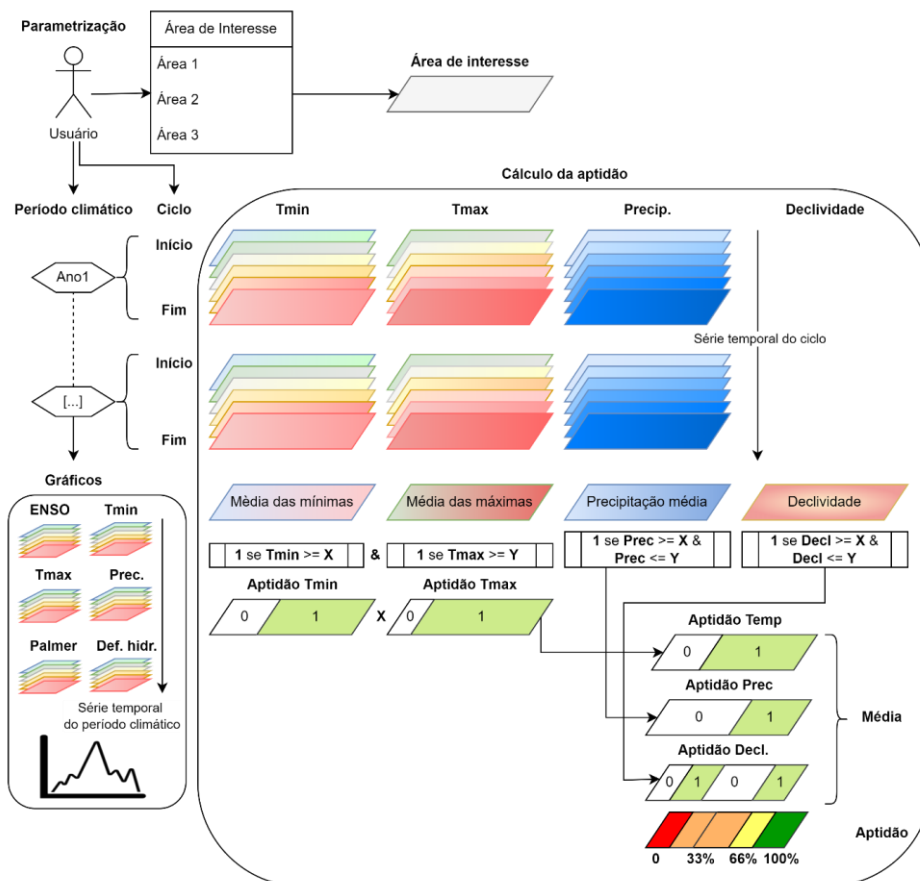 Parametrização
Usuário
Área de Interesse
Área 1
Área 2
Área 3
Área de interesse
Período climático
Ciclo
Ano1
Início
Fim
[...]
Início
Fim
Gráficos
ENSO
Tmin
Tmax
Prec.
Palmer
Def. hidr.
Série temporal
do período climático
Cálculo da aptidão
Tmin
Tmax
Precip.
Declividade
Série temporal do ciclo
Mèdia das mínimas
Média das máximas
Precipitação média
Declividade
1 se Tmin >= X
&
1 se Tmax >= Y
1 se Prec >= X &
Prec <= Y
1 se Decl >= X &
Decl <= Y
Aptidão Tmin
0 1
X
Aptidão Tmax
0 1
Aptidão Temp
0 1
Aptidão Prec
0 1
Aptidão Decl.
0 1 0 1
Média
Aptidão
0 33% 66% 100%